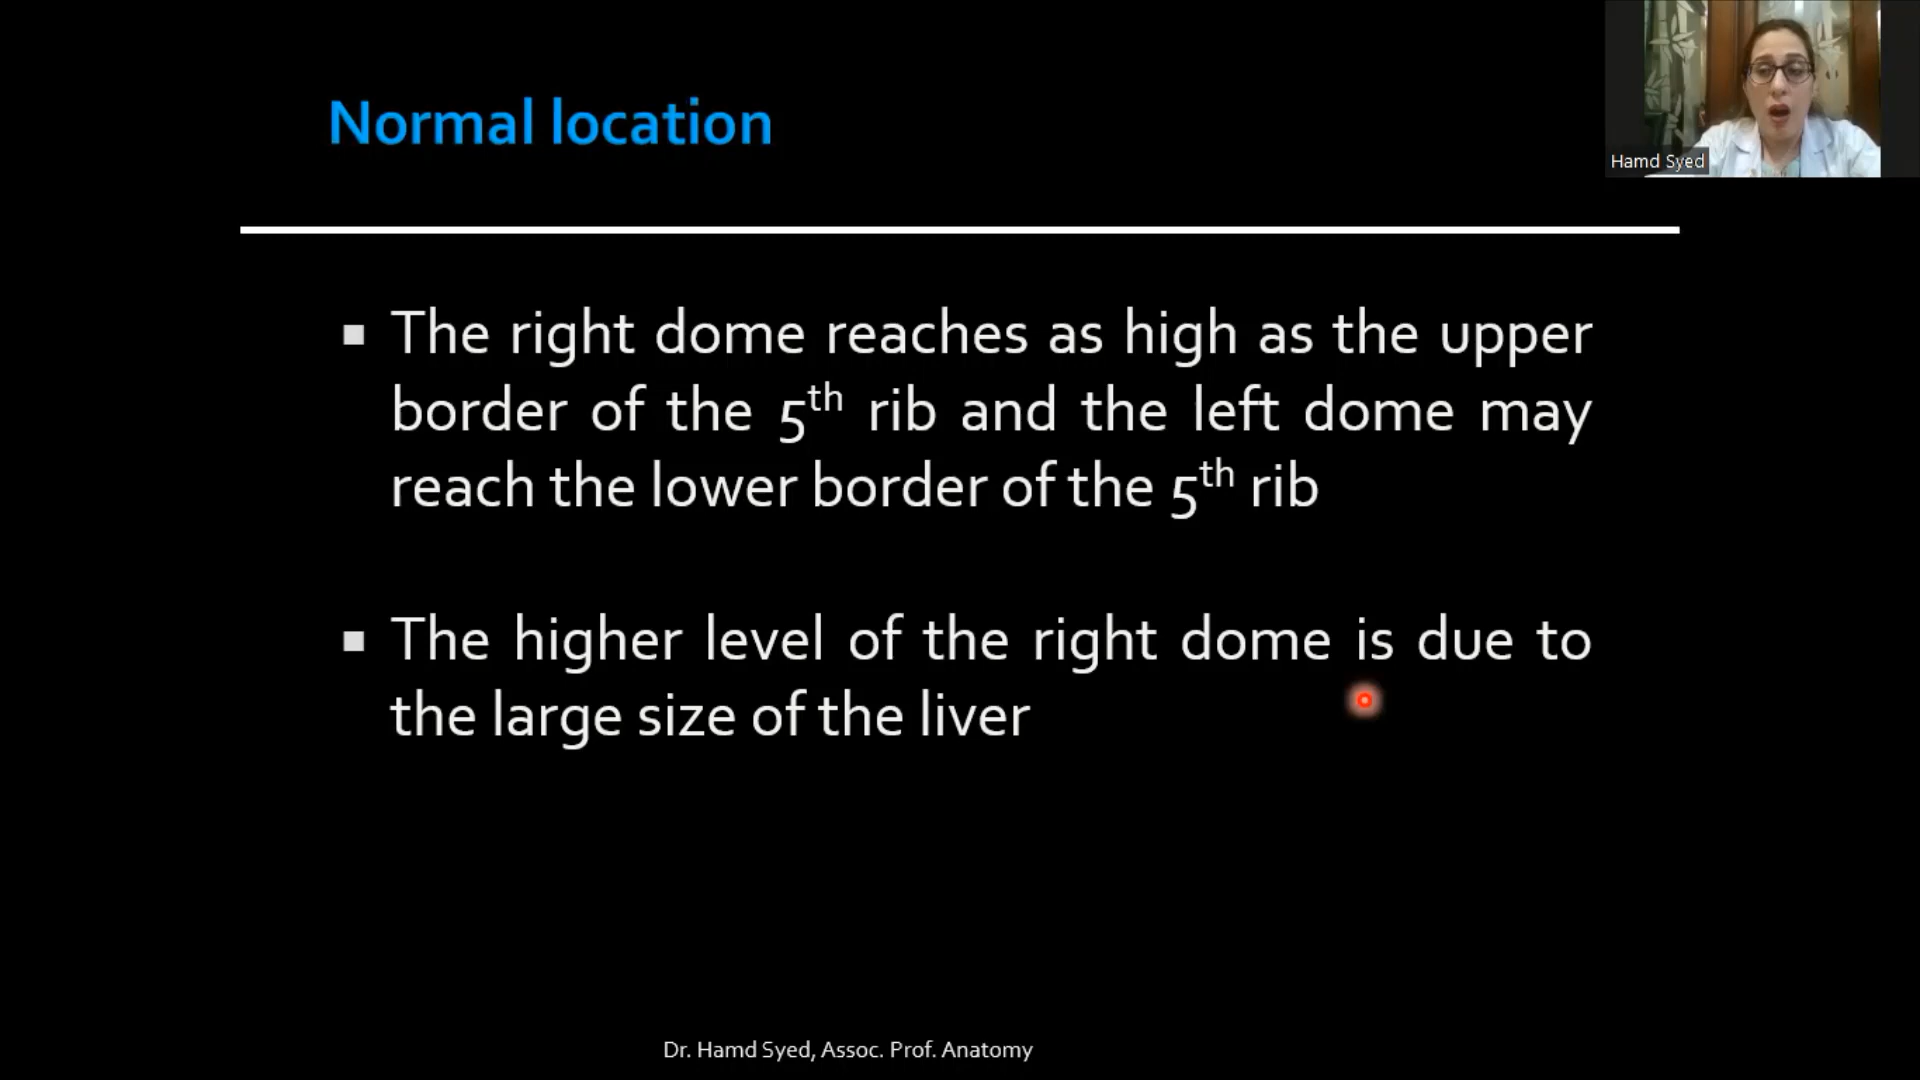 Normal location
Hamd Syed
The right dome reaches as high as the upper
border of the 5th rib and the left dome may
reach the lower border of the 5th rib
The higher level of the right dome is due to
the large size of the liver
Dr. Hamd Syed, Assoc. Prof. Anatomy